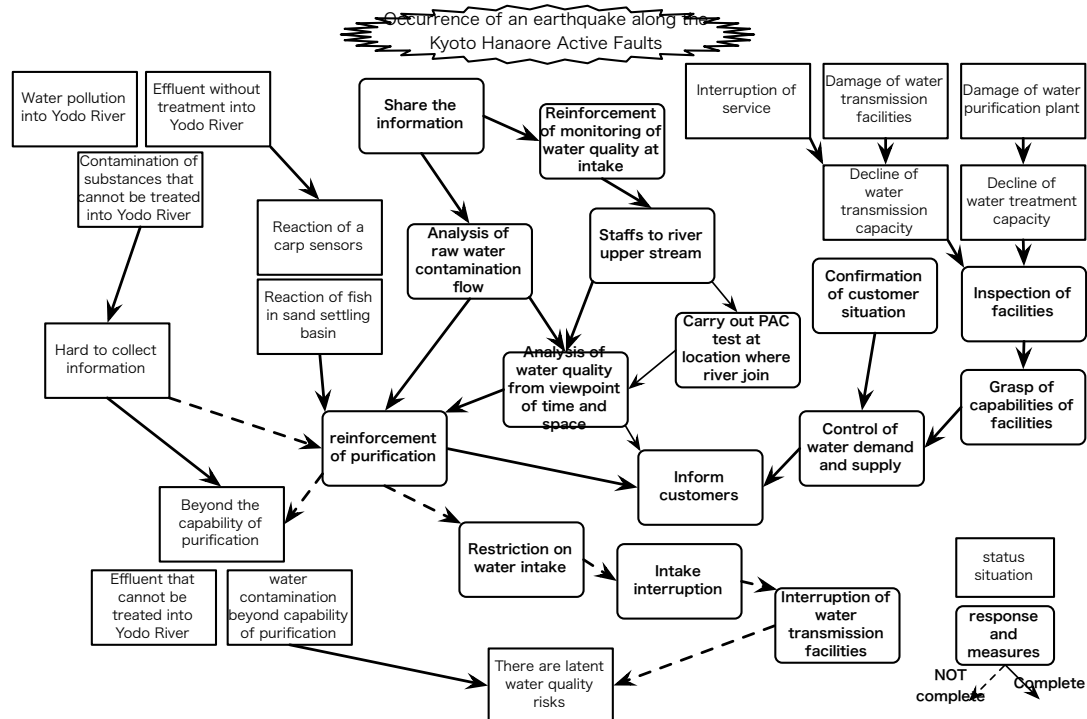 Occurrence of an earthquake along the
Kyoto Hanaore Active Faults
Water pollution
into Yodo River
Effluent without
treatment into
Yodo River
Contamination of
substances that
cannot be treated
into Yodo River
Share the
information
Reinforcement
of monitoring of
water quality at
intake
Interruption of
service
Damage of water
transmission
facilities
Damage of water
purification plant
Reaction of a
carp sensors
Reaction of fish
in sand settling
basin
Analysis of
raw water
contamination
flow
Staffs to river
upper stream
Decline of
water
transmission
capacity
Decline of
water treatment
capacity
Confirmation
of customer
situation
Inspection of
facilities
Hard to collect
information
Analysis of
water quality
from viewpoint
of time and
space
Carry out PAC
test at
location where
river join
Grasp of
capabilities of
facilities
reinforcement
of purification
Control of
water demand
and supply
Inform
customers
Beyond the
capability of
purification
Restriction on
water intake
Intake
interruption
Interruption of
water
transmission
facilities
Effluent that
cannot be
treated into
Yodo River
water
contamination
beyond capability
of purification
There are latent
water quality
risks
status
situation
response
and
measures
NOT
complete
Complete